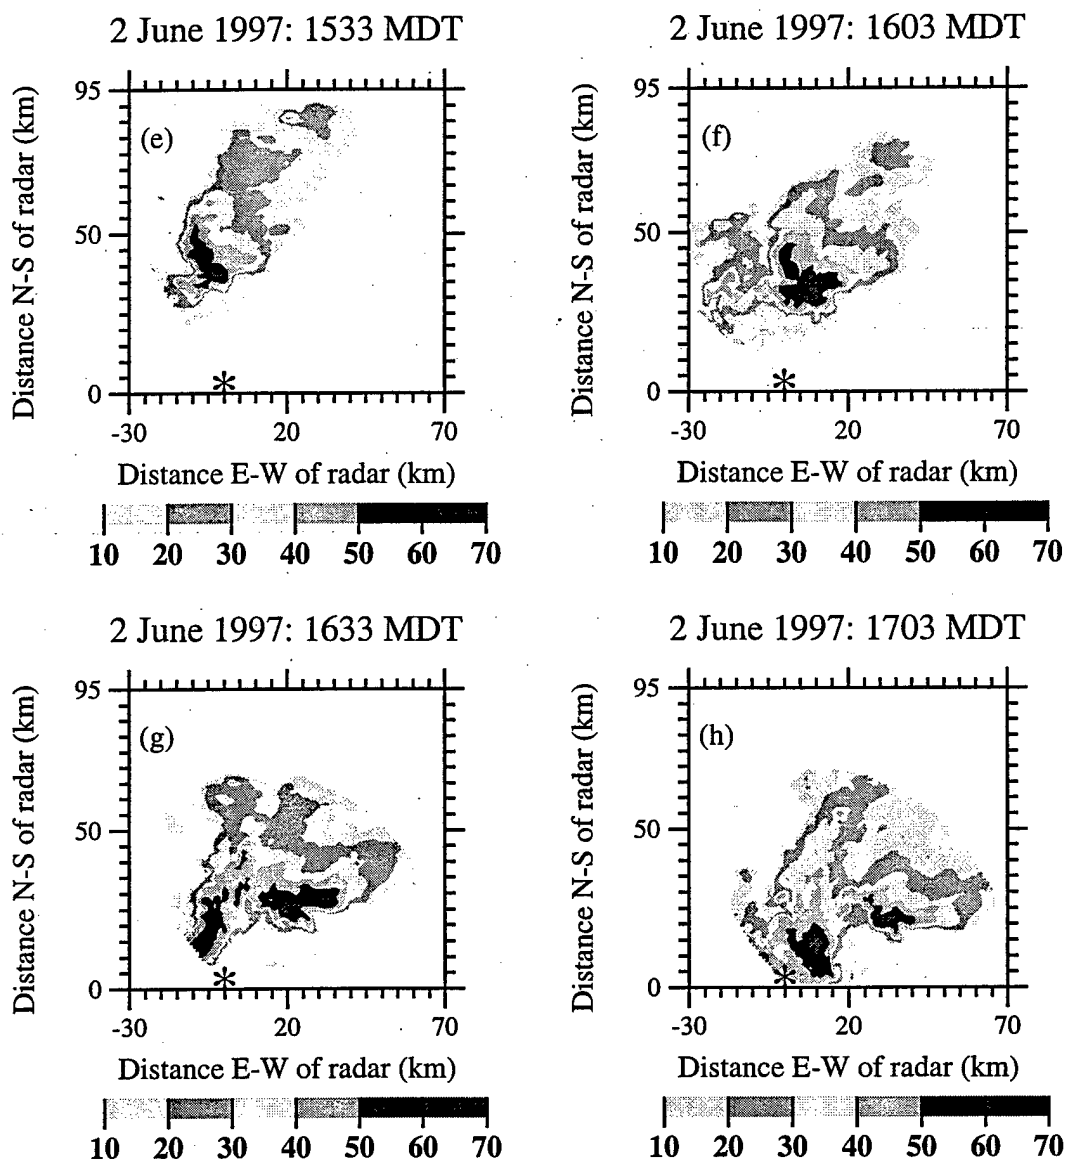 2 June 1997: 1533 MDT
95
50
0
Distance N-S of radar (km)
(e)
*
-30 20 70
Distance E-W of radar (km)
10 20 30 40 50 60 70
2 June 1997: 1603 MDT
95
50
0
Distance N-S of radar (km)
(f)
*
-30 20 70
Distance E-W of radar (km)
10 20 30 40 50 60 70
2 June 1997: 1633 MDT
95
50
0
Distance N-S of radar (km)
(g)
*
-30 20 70
Distance E-W of radar (km)
10 20 30 40 50 60 70
2 June 1997: 1703 MDT
95
50
0
Distance N-S of radar (km)
(h)
*
-30 20 70
Distance E-W of radar (km)
10 20 30 40 50 60 70